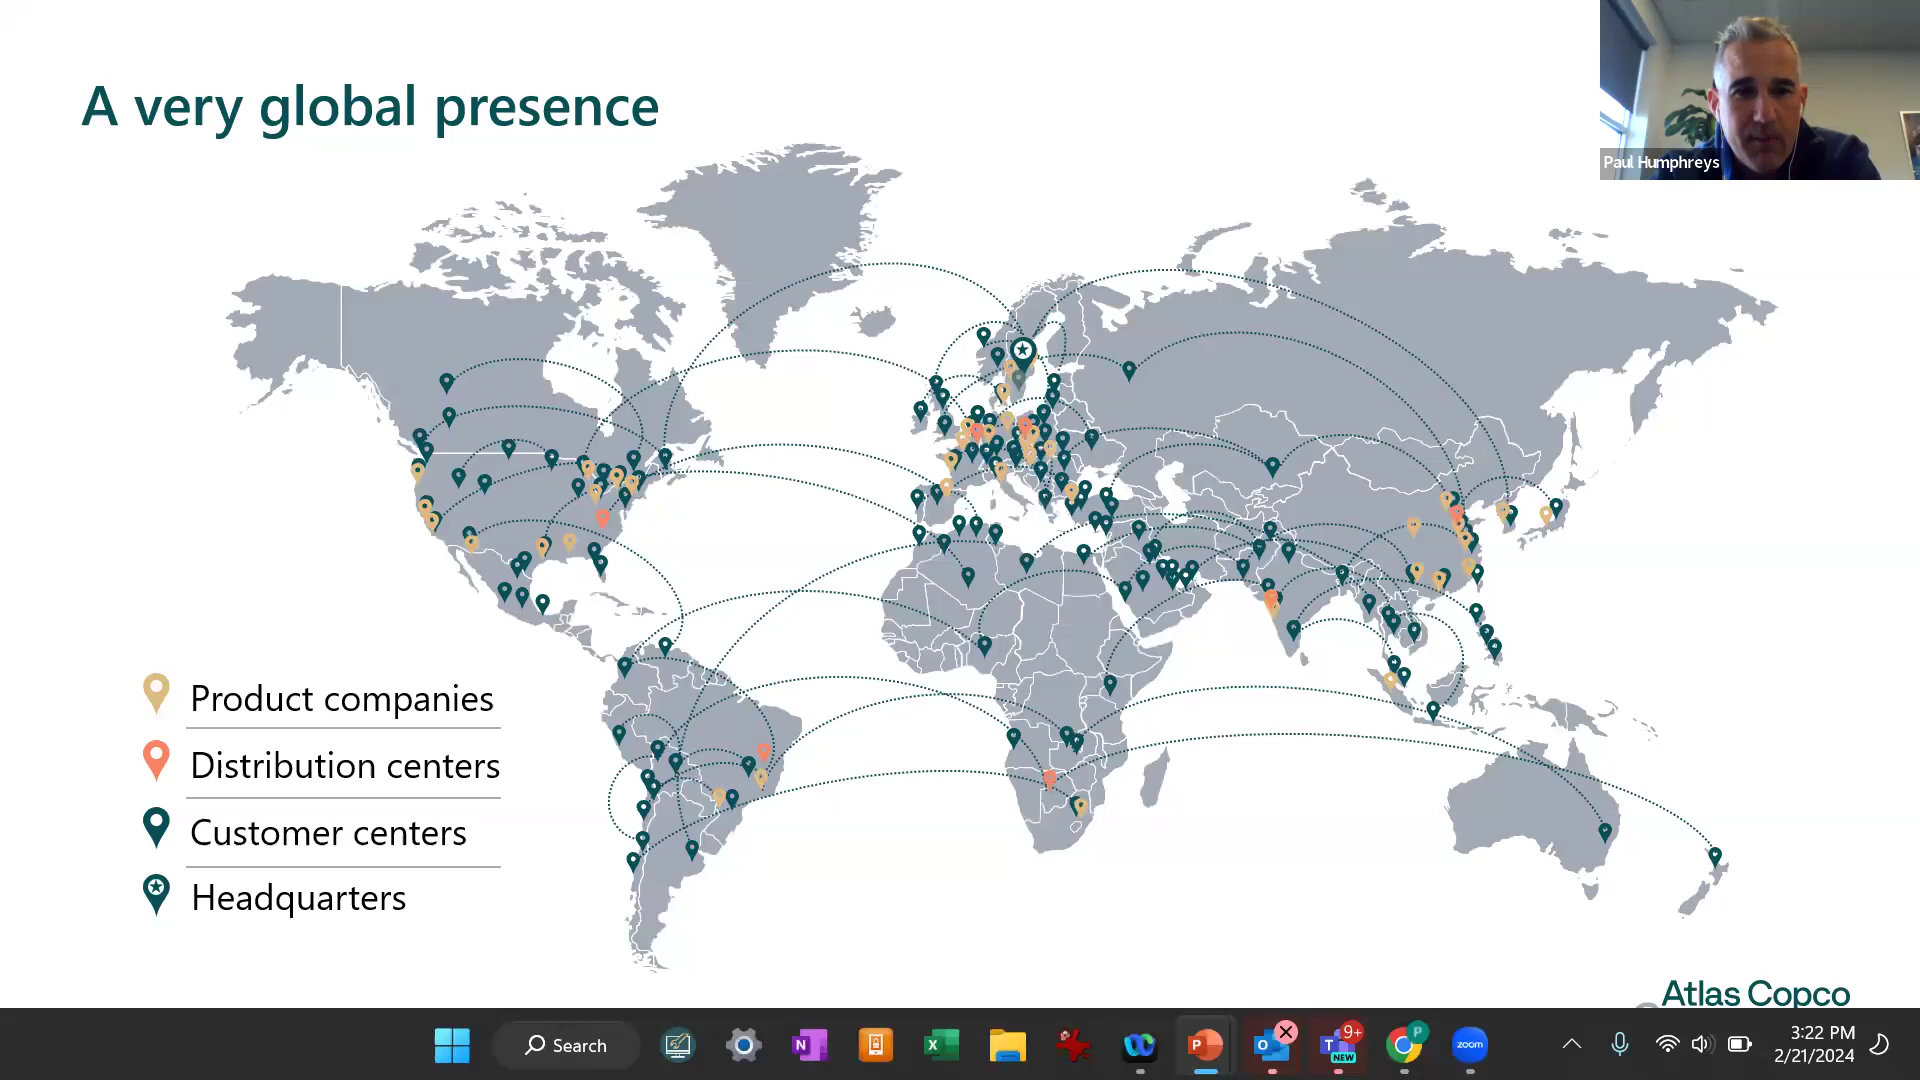 A very global presence
Paul Humphreys
Product companies
Distribution centers
Customer centers
Headquarters
Atlas Copco
Search
N
X
P
O
9+
T
NEW
P
zoom
3:22 PM
2/21/2024